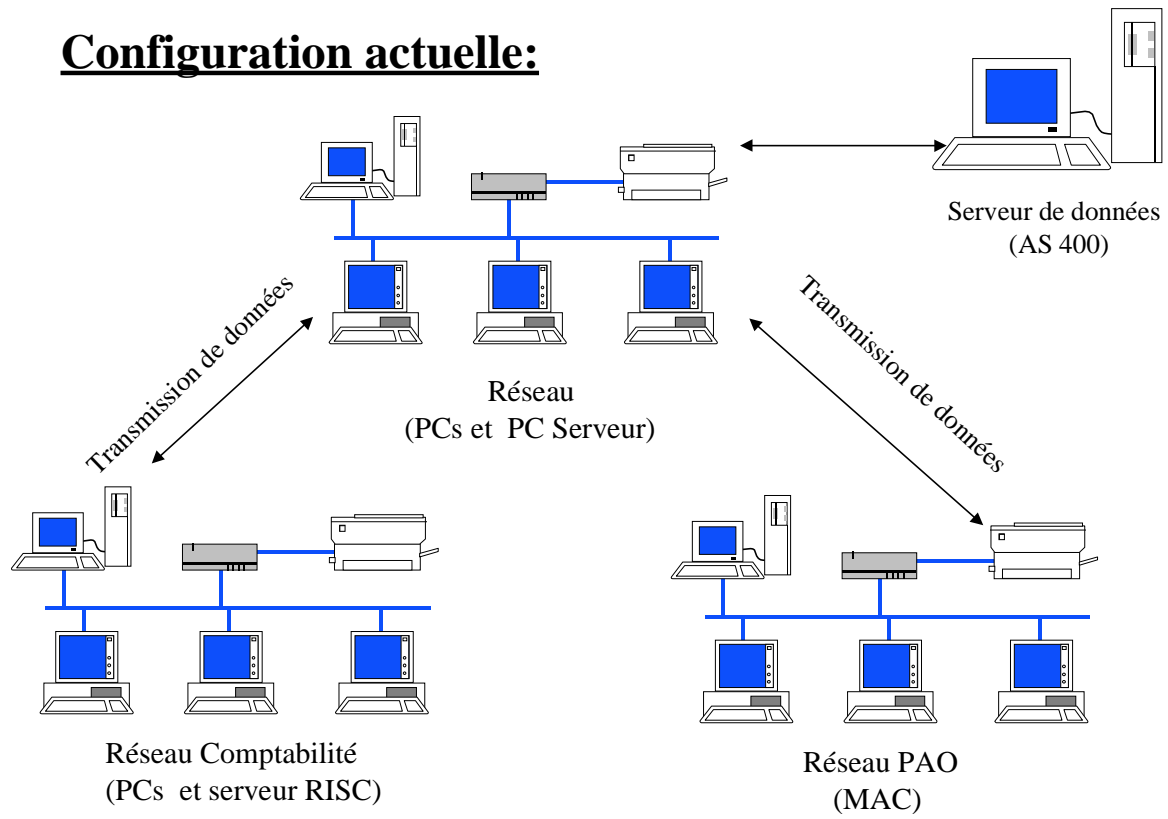 Configuration actuelle:
Serveur de données
(AS 400)
Transmission de données
Transmission de données
Réseau
(PCs et PC Serveur)
Réseau Comptabilité
(PCs et serveur RISC)
Réseau PAO
(MAC)